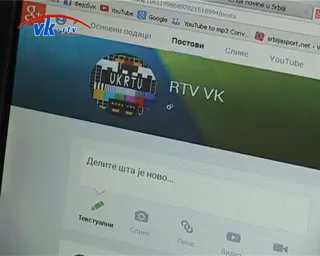 Фејсбук YouTube Google YouTube to mp3 Conv... srbijasport.net - 
VK-rtv
Основни подаци Постови Слике YouTube
UKRTU
RTV VK
Делите шта је ново...
Текстуални Слике Линк Видео